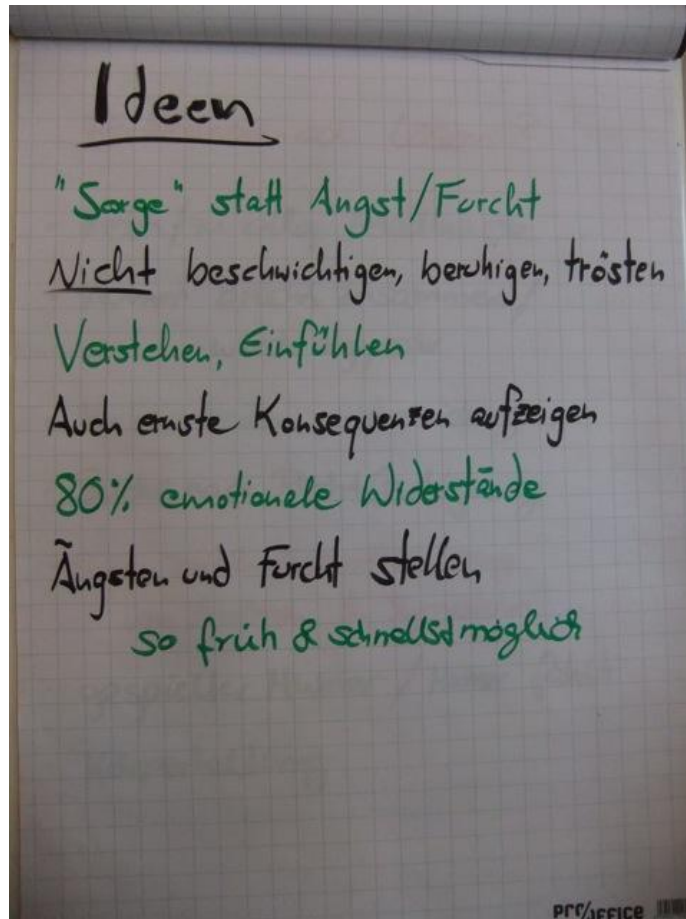 Ideen
"Sorge" statt Angst/Furcht
Nicht beschwichtigen, beruhigen, trösten
Verstehen, Einfühlen
Auch ernste Konsequenzen aufzeigen
80% emotionale Widerstände
Ängsten und Furcht stellen
so früh & schnellstmöglich